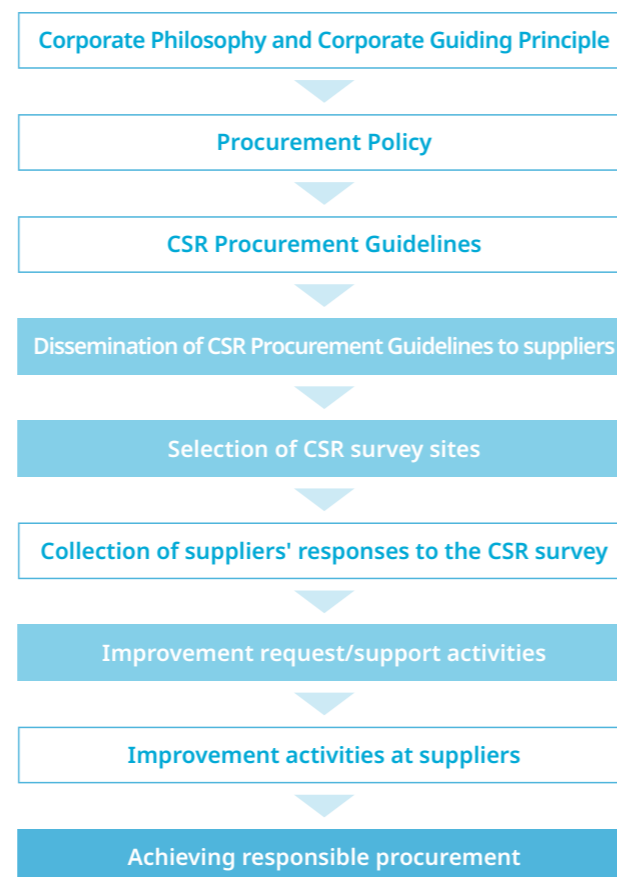 Corporate Philosophy and Corporate Guiding Principle
Procurement Policy
CSR Procurement Guidelines
Dissemination of CSR Procurement Guidelines to suppliers
Selection of CSR survey sites
Collection of suppliers' responses to the CSR survey
Improvement request/support activities
Improvement activities at suppliers
Achieving responsible procurement